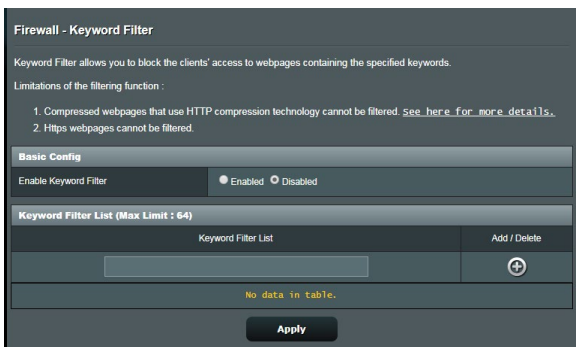 Firewall - Keyword Filter
Keyword Filter allows you to block the clients' access to webpages containing the specified keywords.
Limitations of the filtering function :
1. Compressed webpages that use HTTP compression technology cannot be filtered. See here for more details.
2. Https webpages cannot be filtered.
Basic Config
Enable Keyword Filter Enabled Disabled
Keyword Filter List (Max Limit : 64)
Keyword Filter List Add / Delete
No data in table.
Apply